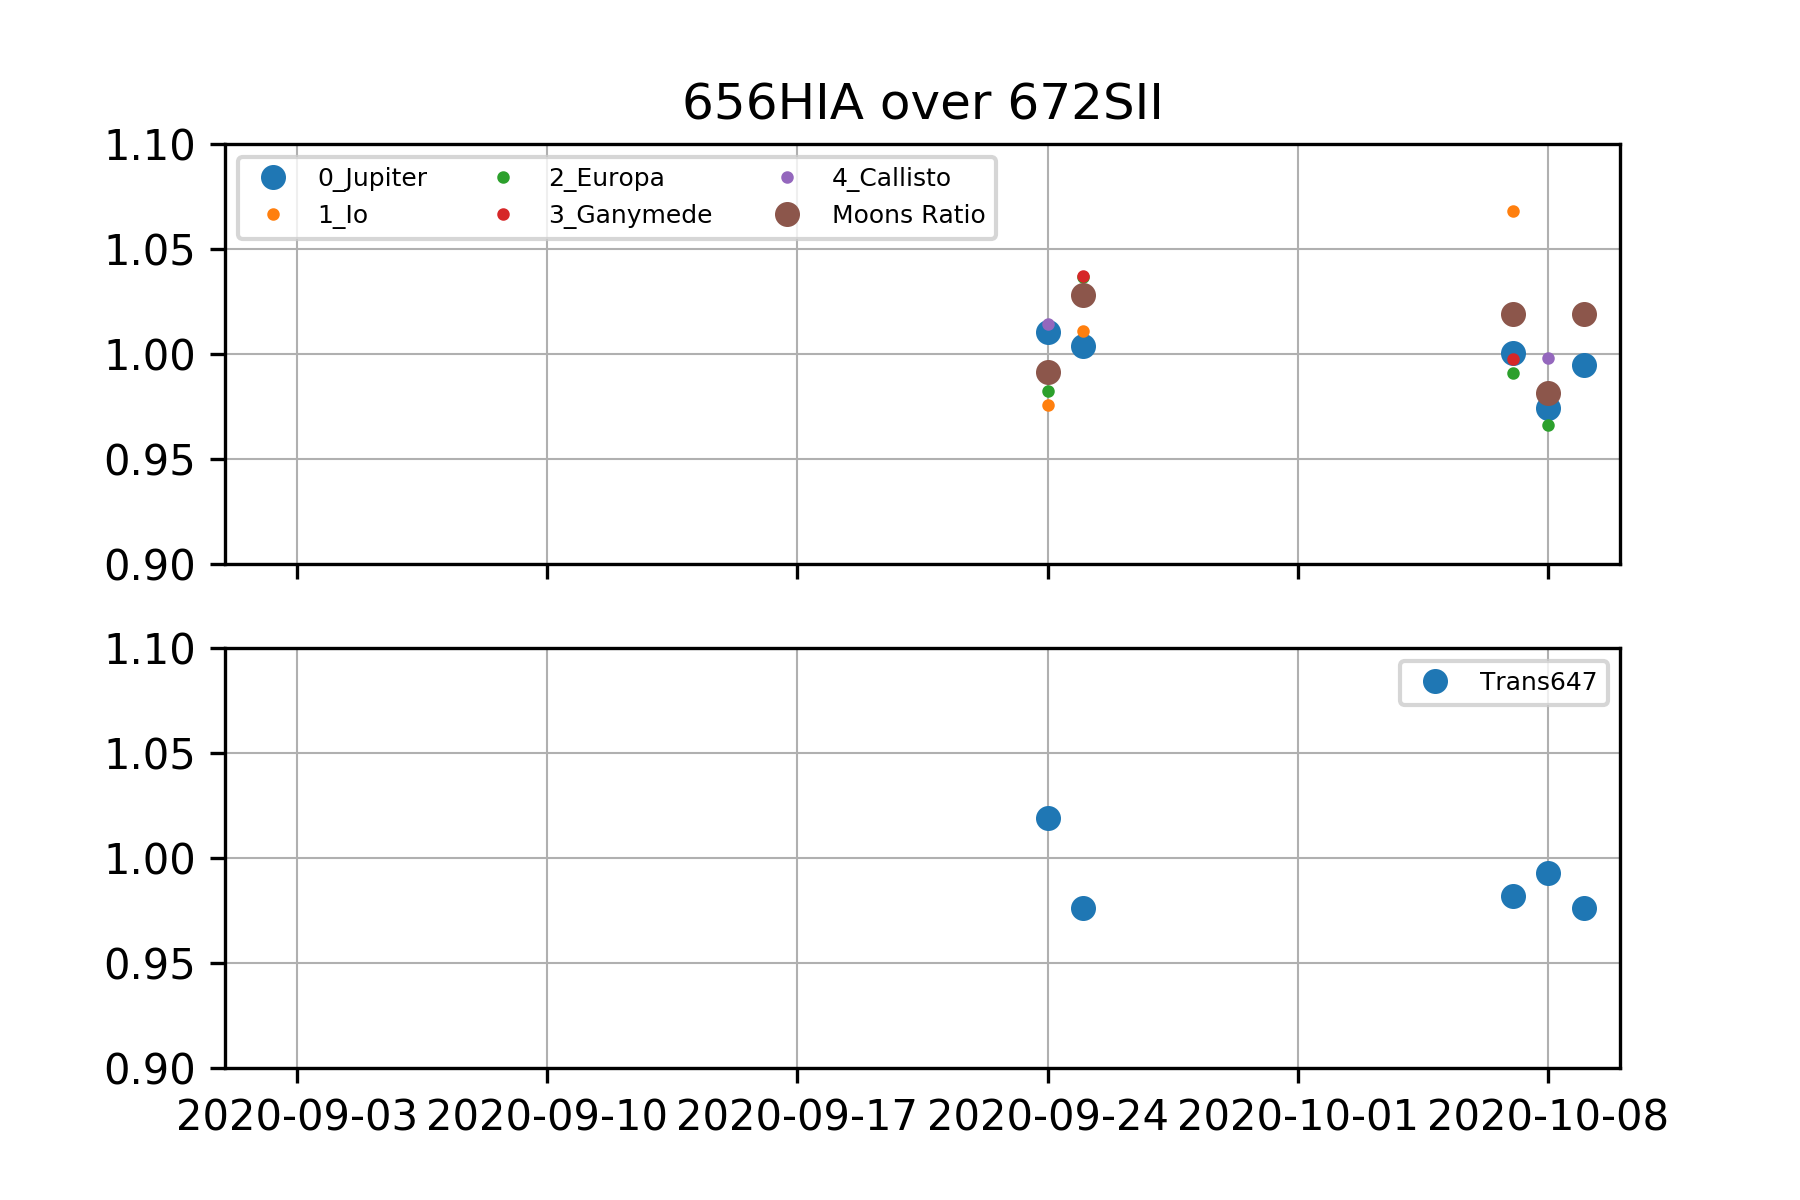 656HIA over 672SII
1.10
1.05
1.00
0.95
0.90
0_Jupiter 2_Europa 4_Callisto
1_Io 3_Ganymede Moons Ratio
1.10
1.05
1.00
0.95
0.90
Trans647
2020-09-03 2020-09-10 2020-09-17 2020-09-24 2020-10-01 2020-10-08